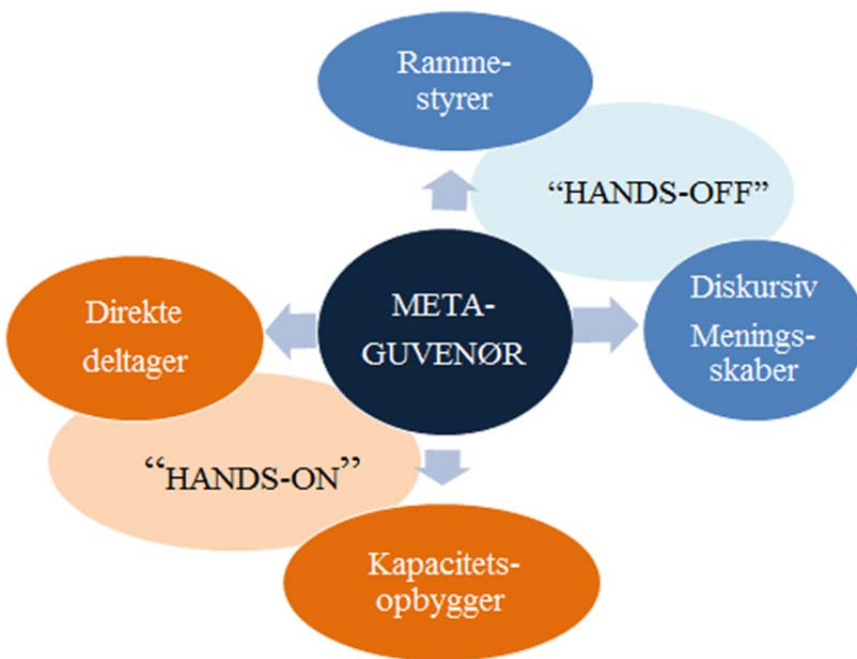 Ramme-
styrer
“HANDS-OFF”
META-
GUVENØR
Direkte
deltager
Diskursiv
Menings-
skaber
“HANDS-ON”
Kapacitets-
opbygger